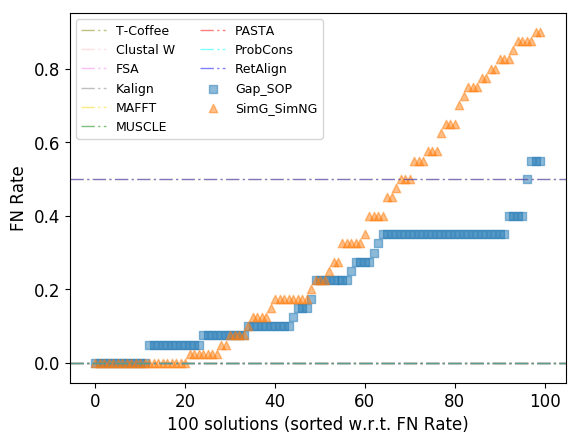 T-Coffee
Clustal W
FSA
Kalign
MAFFT
MUSCLE
PASTA
ProbCons
RetAlign
Gap_SOP
SimG_SimNG
FN Rate
0.8
0.6
0.4
0.2
0.0
0 20 40 60 80 100
100 solutions (sorted w.r.t. FN Rate)